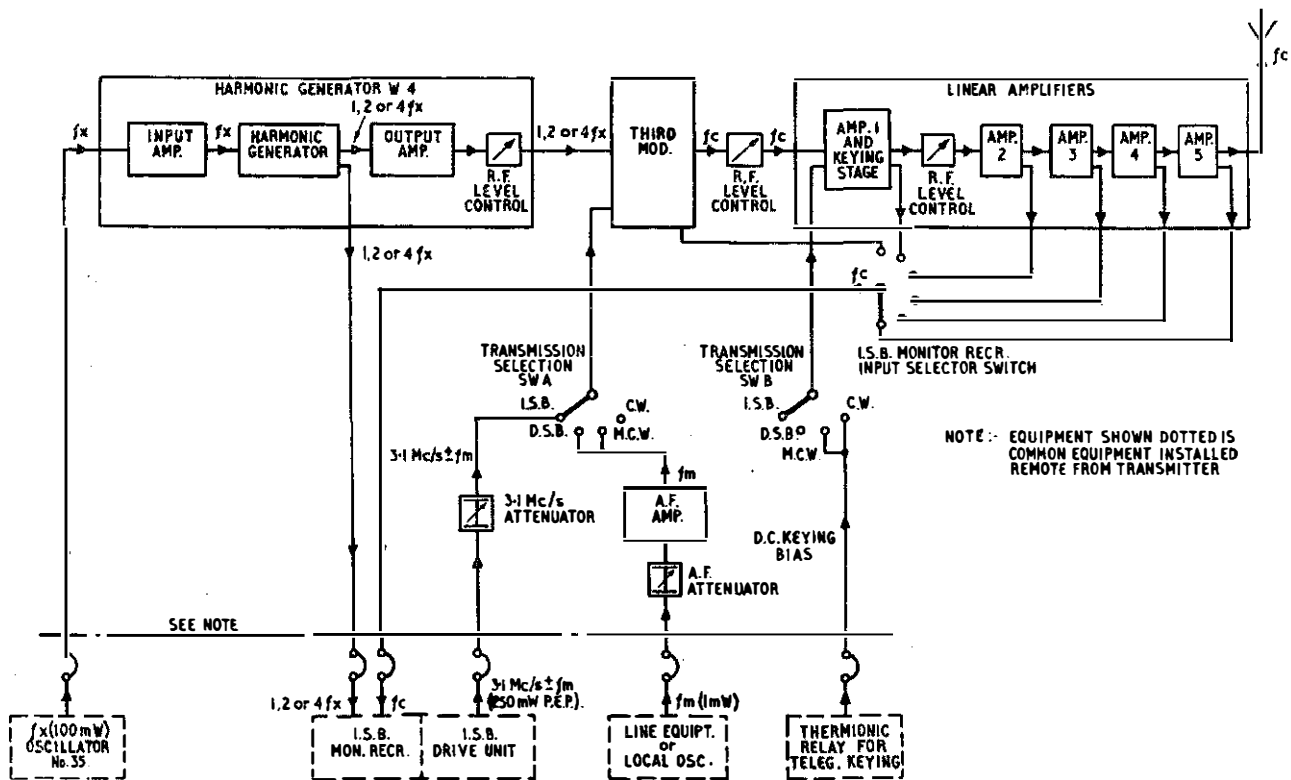 fc
HARMONIC GENERATOR W 4
1,2 or 4 fx
LINEAR AMPLIFIERS
fx
INPUT
AMP.
fx
HARMONIC
GENERATOR
OUTPUT
AMP.
R.F.
LEVEL
CONTROL
1,2 or 4fx
THIRD
MOD.
fc
fc
R.F.
LEVEL
CONTROL
AMP. 1
AND
KEYING
STAGE
R.F.
LEVEL
CONTROL
AMP.
2
AMP.
3
AMP.
4
AMP.
5
1,2 or 4 fx
fc
I.S.B. MONITOR RECR.
INPUT SELECTOR SWITCH
TRANSMISSION
SELECTION
SWA
I.S.B.
D.S.B.
M.C.W.
C.W.
TRANSMISSION
SELECTION
SW B
I.S.B.
D.S.B.
M.C.W.
C.W.
NOTE:- EQUIPMENT SHOWN DOTTED IS
COMMON EQUIPMENT INSTALLED
REMOTE FROM TRANSMITTER
3·1 Mc/s±fm
3·1 Mc/s
ATTENUATOR
fm
A.F.
AMP.
A.F.
ATTENUATOR
D.C. KEYING
BIAS
SEE NOTE
1,2 or 4 fx
fc
3·1 Mc/s ± fm
(250 mW P.E.P).
fm (1mW)
fx (100 mW)
OSCILLATOR
No. 35.
I.S.B.
MON. RECR.
I.S.B.
DRIVE UNIT
LINE EQUIPT.
or
LOCAL OSC.
THERMIONIC
RELAY FOR
TELEG. KEYING